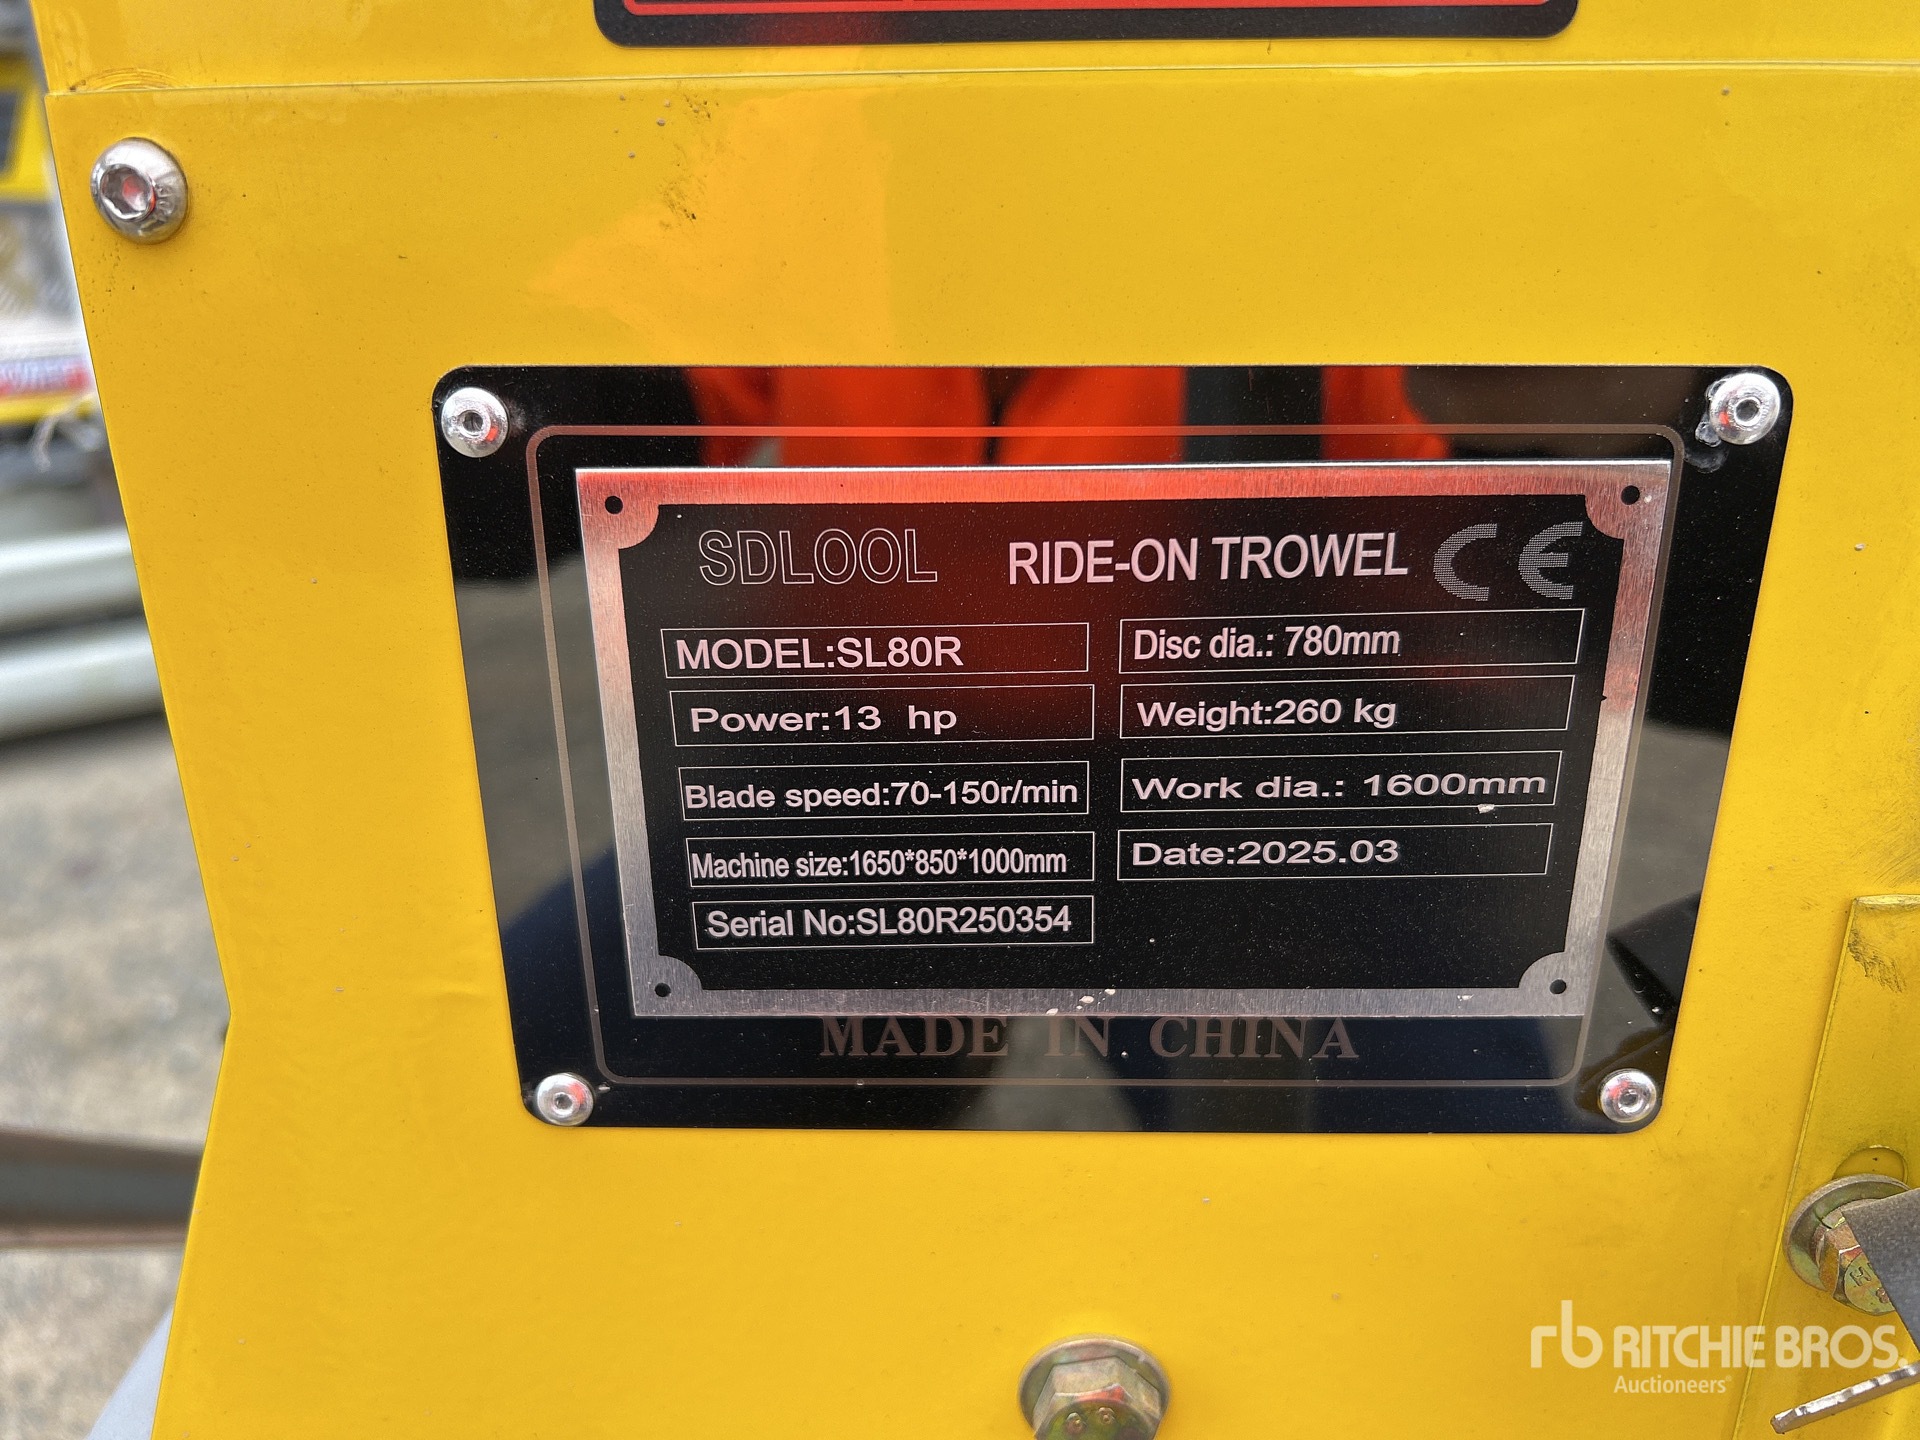 SDLOOL RIDE-ON TROWEL CE
MODEL:SL80R
Disc dia.: 780mm
Power:13 hp
Weight:260 kg
Blade speed:70-150r/min
Work dia.: 1600mm
Machine size:1650*850*1000mm
Date:2025.03
Serial No:SL80R250354
MADE IN CHINA
rb RITCHIE BROS.
Auctioneers